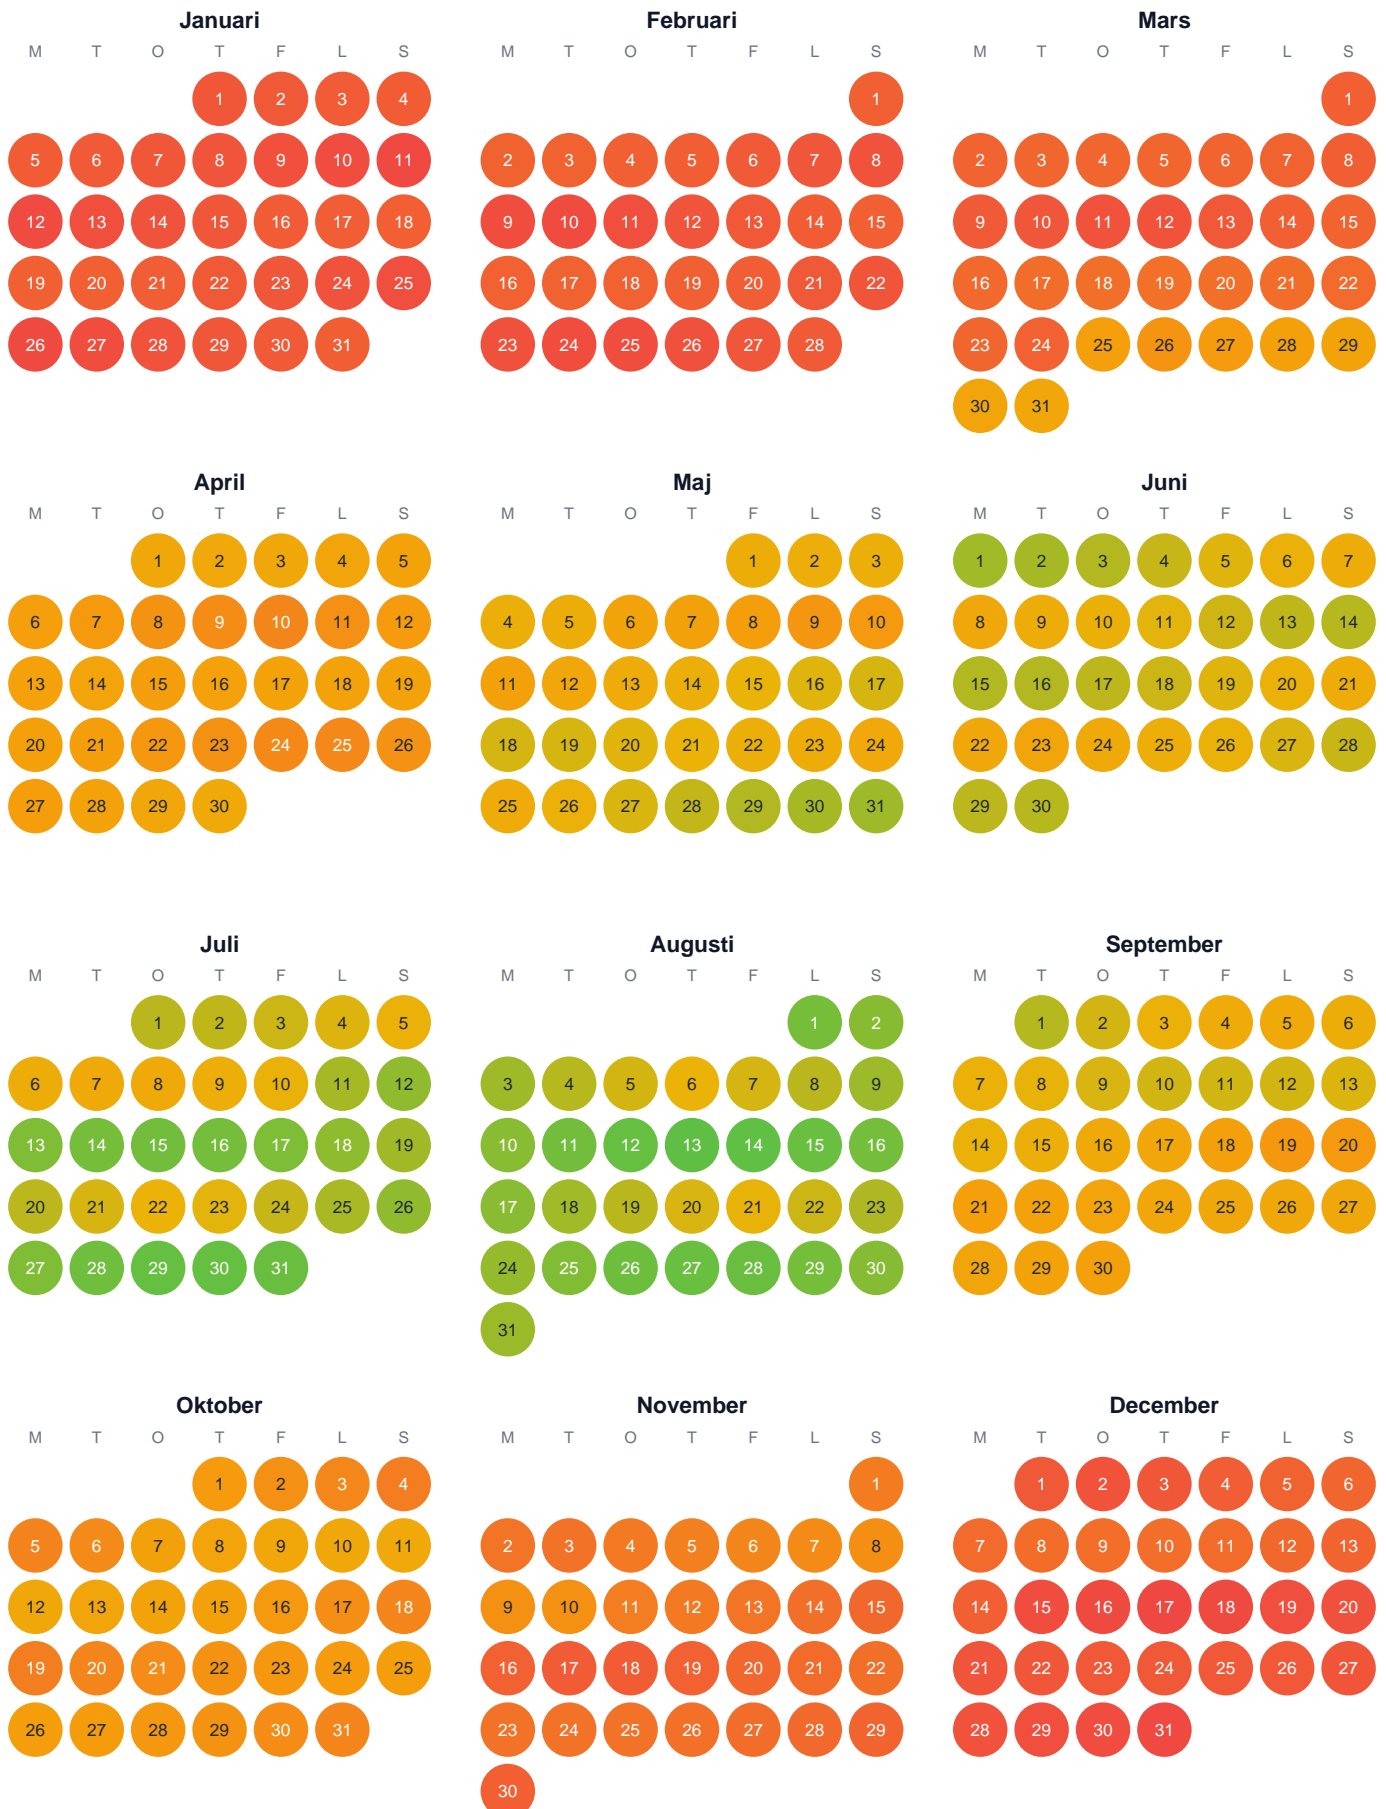 Januari Februari Mars
M T O T F L S M T O T F L S M T O T F L S
1 2 3 4 1 1
5 6 7 8 9 10 11 2 3 4 5 6 7 8 2 3 4 5 6 7 8
12 13 14 15 16 17 18 9 10 11 12 13 14 15 9 10 11 12 13 14 15
19 20 21 22 23 24 25 16 17 18 19 20 21 22 16 17 18 19 20 21 22
26 27 28 29 30 31 23 24 25 26 27 28 23 24 25 26 27 28 29
30 31
April Maj Juni
M T O T F L S M T O T F L S M T O T F L S
1 2 3 4 5 1 2 3 1 2 3 4 5 6 7
6 7 8 9 10 11 12 4 5 6 7 8 9 10 8 9 10 11 12 13 14
13 14 15 16 17 18 19 11 12 13 14 15 16 17 15 16 17 18 19 20 21
20 21 22 23 24 25 26 18 19 20 21 22 23 24 22 23 24 25 26 27 28
27 28 29 30 25 26 27 28 29 30 31 29 30
Juli Augusti September
M T O T F L S M T O T F L S M T O T F L S
1 2 3 4 5 1 2 1 2 3 4 5 6
6 7 8 9 10 11 12 3 4 5 6 7 8 9 7 8 9 10 11 12 13
13 14 15 16 17 18 19 10 11 12 13 14 15 16 14 15 16 17 18 19 20
20 21 22 23 24 25 26 17 18 19 20 21 22 23 21 22 23 24 25 26 27
27 28 29 30 31 24 25 26 27 28 29 30 28 29 30
31
Oktober November December
M T O T F L S M T O T F L S M T O T F L S
1 2 3 4 1 1 2 3 4 5 6
5 6 7 8 9 10 11 2 3 4 5 6 7 8 7 8 9 10 11 12 13
12 13 14 15 16 17 18 9 10 11 12 13 14 15 14 15 16 17 18 19 20
19 20 21 22 23 24 25 16 17 18 19 20 21 22 21 22 23 24 25 26 27
26 27 28 29 30 31 23 24 25 26 27 28 29 28 29 30 31
30